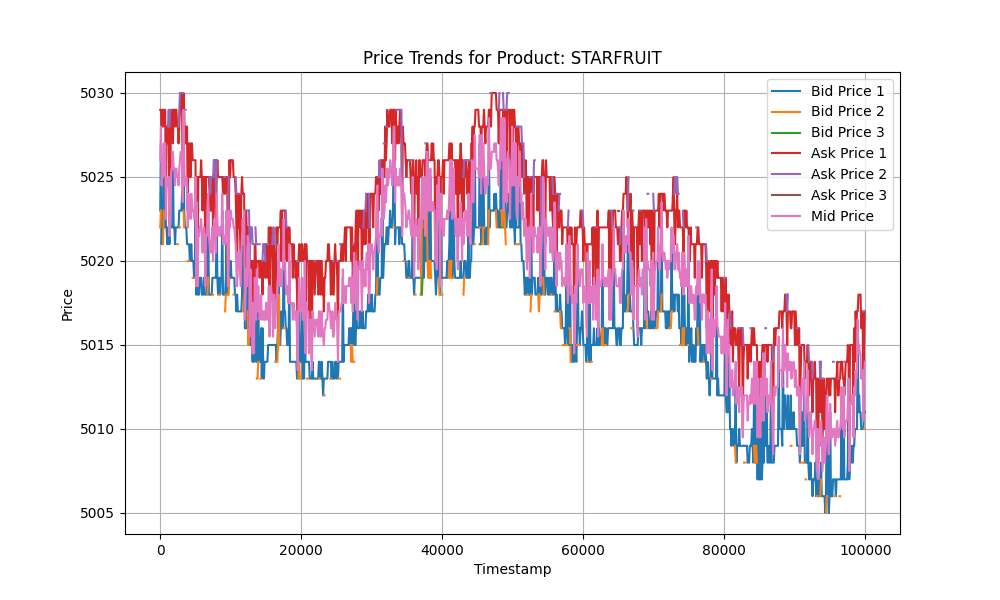 Price Trends for Product: STARFRUIT
Bid Price 1
Bid Price 2
Bid Price 3
Ask Price 1
Ask Price 2
Ask Price 3
Mid Price
Price
5030
5025
5020
5015
5010
5005
0 20000 40000 60000 80000 100000
Timestamp